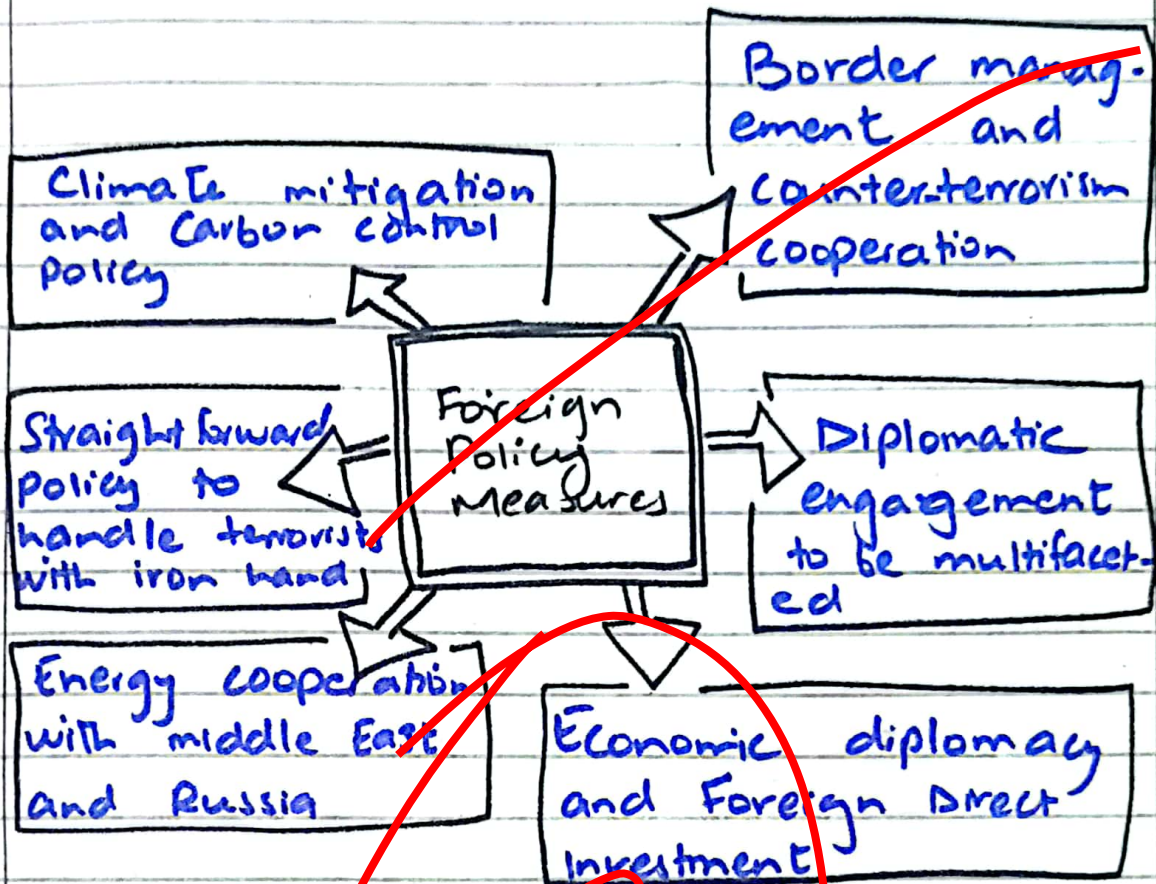 Border manag-
ement and
counter-terrorism
cooperation
Climate mitigation
and Carbon control
Policy
Foreign
Policy
Measures
Straight forward
Policy to
handle terrorists
with iron hand
Diplomatic
engagement
to be multifacet-
ed
Energy cooperation
with middle East
and Russia
Economic diplomacy
and Foreign Direct
Investment